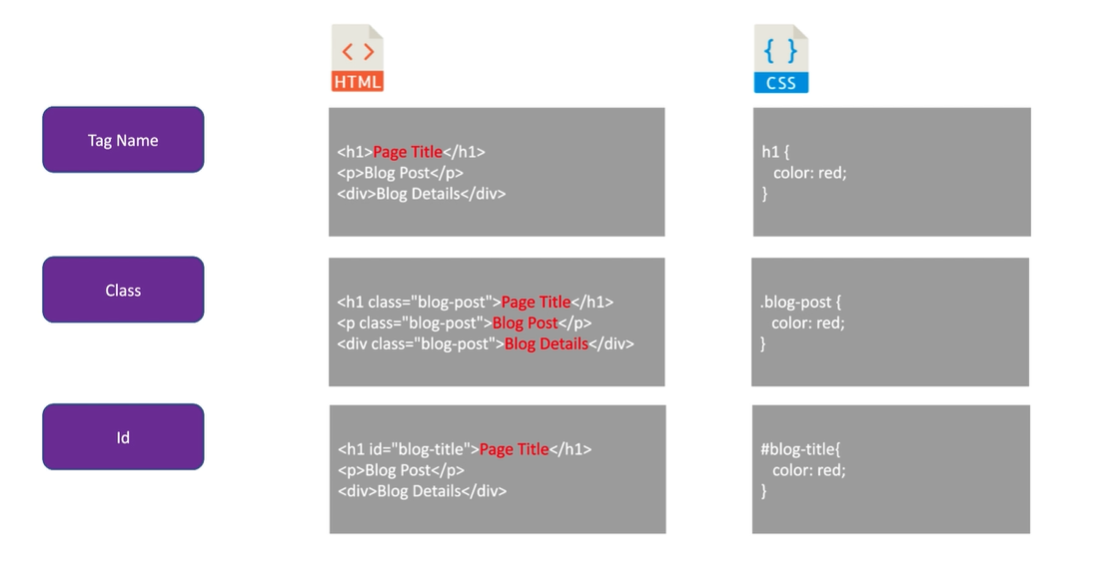 < >
HTML
{ }
CSS
Tag Name
<h1>Page Title</h1>
<p>Blog Post</p>
<div>Blog Details</div>
h1 {
color: red;
}
Class
<h1 class="blog-post">Page Title</h1>
<p class="blog-post">Blog Post</p>
<div class="blog-post">Blog Details</div>
.blog-post {
color: red;
}
Id
<h1 id="blog-title">Page Title</h1>
<p>Blog Post</p>
<div>Blog Details</div>
#blog-title{
color: red;
}